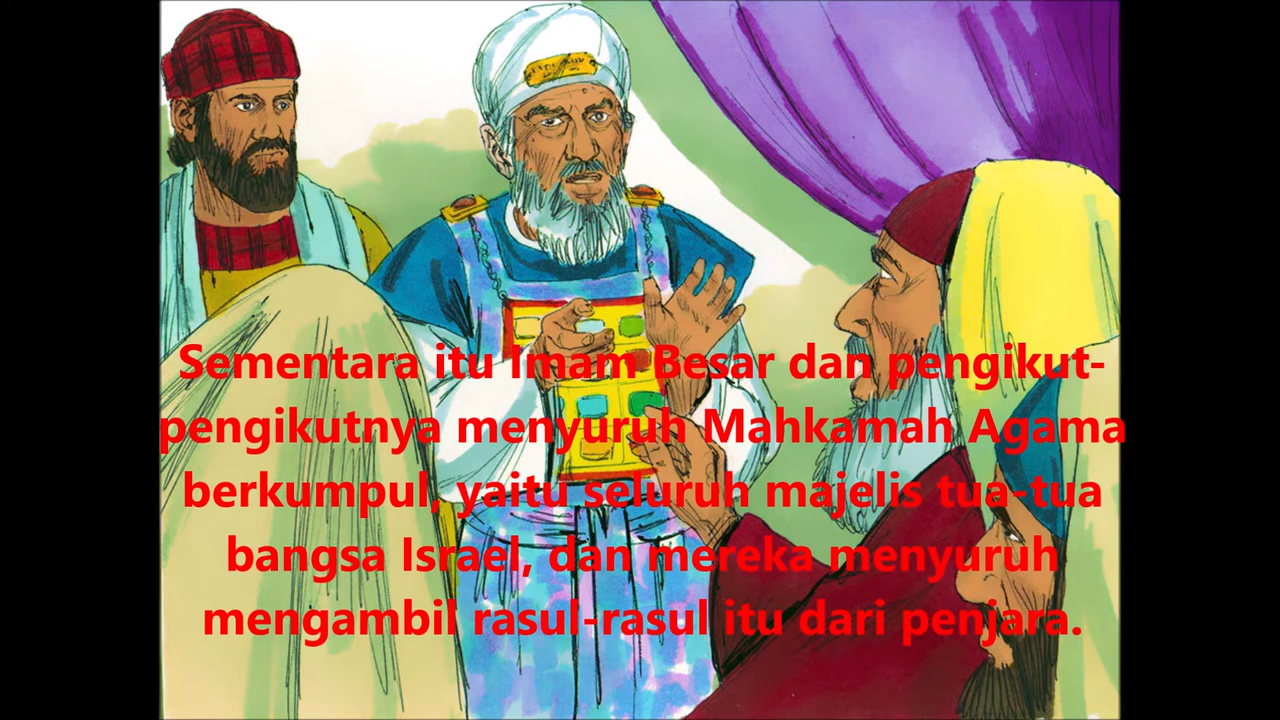 Sementara itu Imam Besar dan pengikut-
pengikutnya menyuruh Mahkamah Agama
berkumpul, yaitu seluruh majelis tua-tua
bangsa Israel, dan mereka menyuruh
mengambil rasul-rasul itu dari penjara.